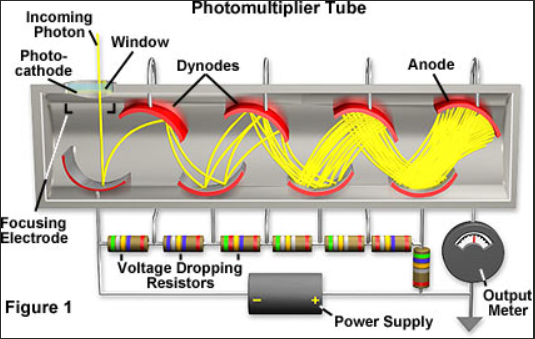 Photomultiplier Tube
Incoming
Photon
Window
Photo-
cathode
Dynodes
Anode
Focusing
Electrode
Voltage Dropping
Resistors
Figure 1
−
+
Power Supply
Output
Meter